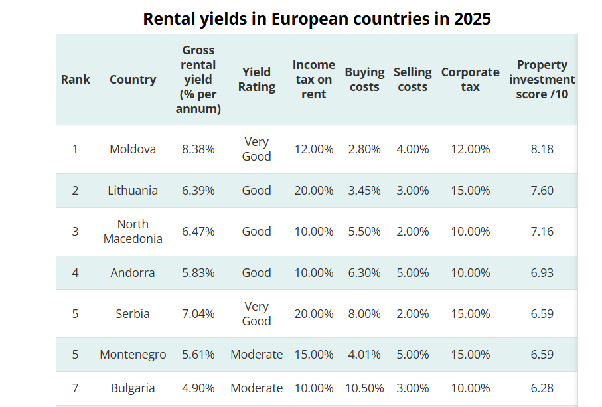 Rental yields in European countries in 2025
Rank Country Gross rental yield (% per annum) Yield Rating Income tax on rent Buying costs Selling costs Corporate tax Property investment score /10
1 Moldova 8.38% Very Good 12.00% 2.80% 4.00% 12.00% 8.18
2 Lithuania 6.39% Good 20.00% 3.45% 3.00% 15.00% 7.60
3 North Macedonia 6.47% Good 10.00% 5.50% 2.00% 10.00% 7.16
4 Andorra 5.83% Good 10.00% 6.30% 5.00% 10.00% 6.93
5 Serbia 7.04% Very Good 20.00% 8.00% 2.00% 15.00% 6.59
5 Montenegro 5.61% Moderate 15.00% 4.01% 5.00% 15.00% 6.59
7 Bulgaria 4.90% Moderate 10.00% 10.50% 3.00% 10.00% 6.28